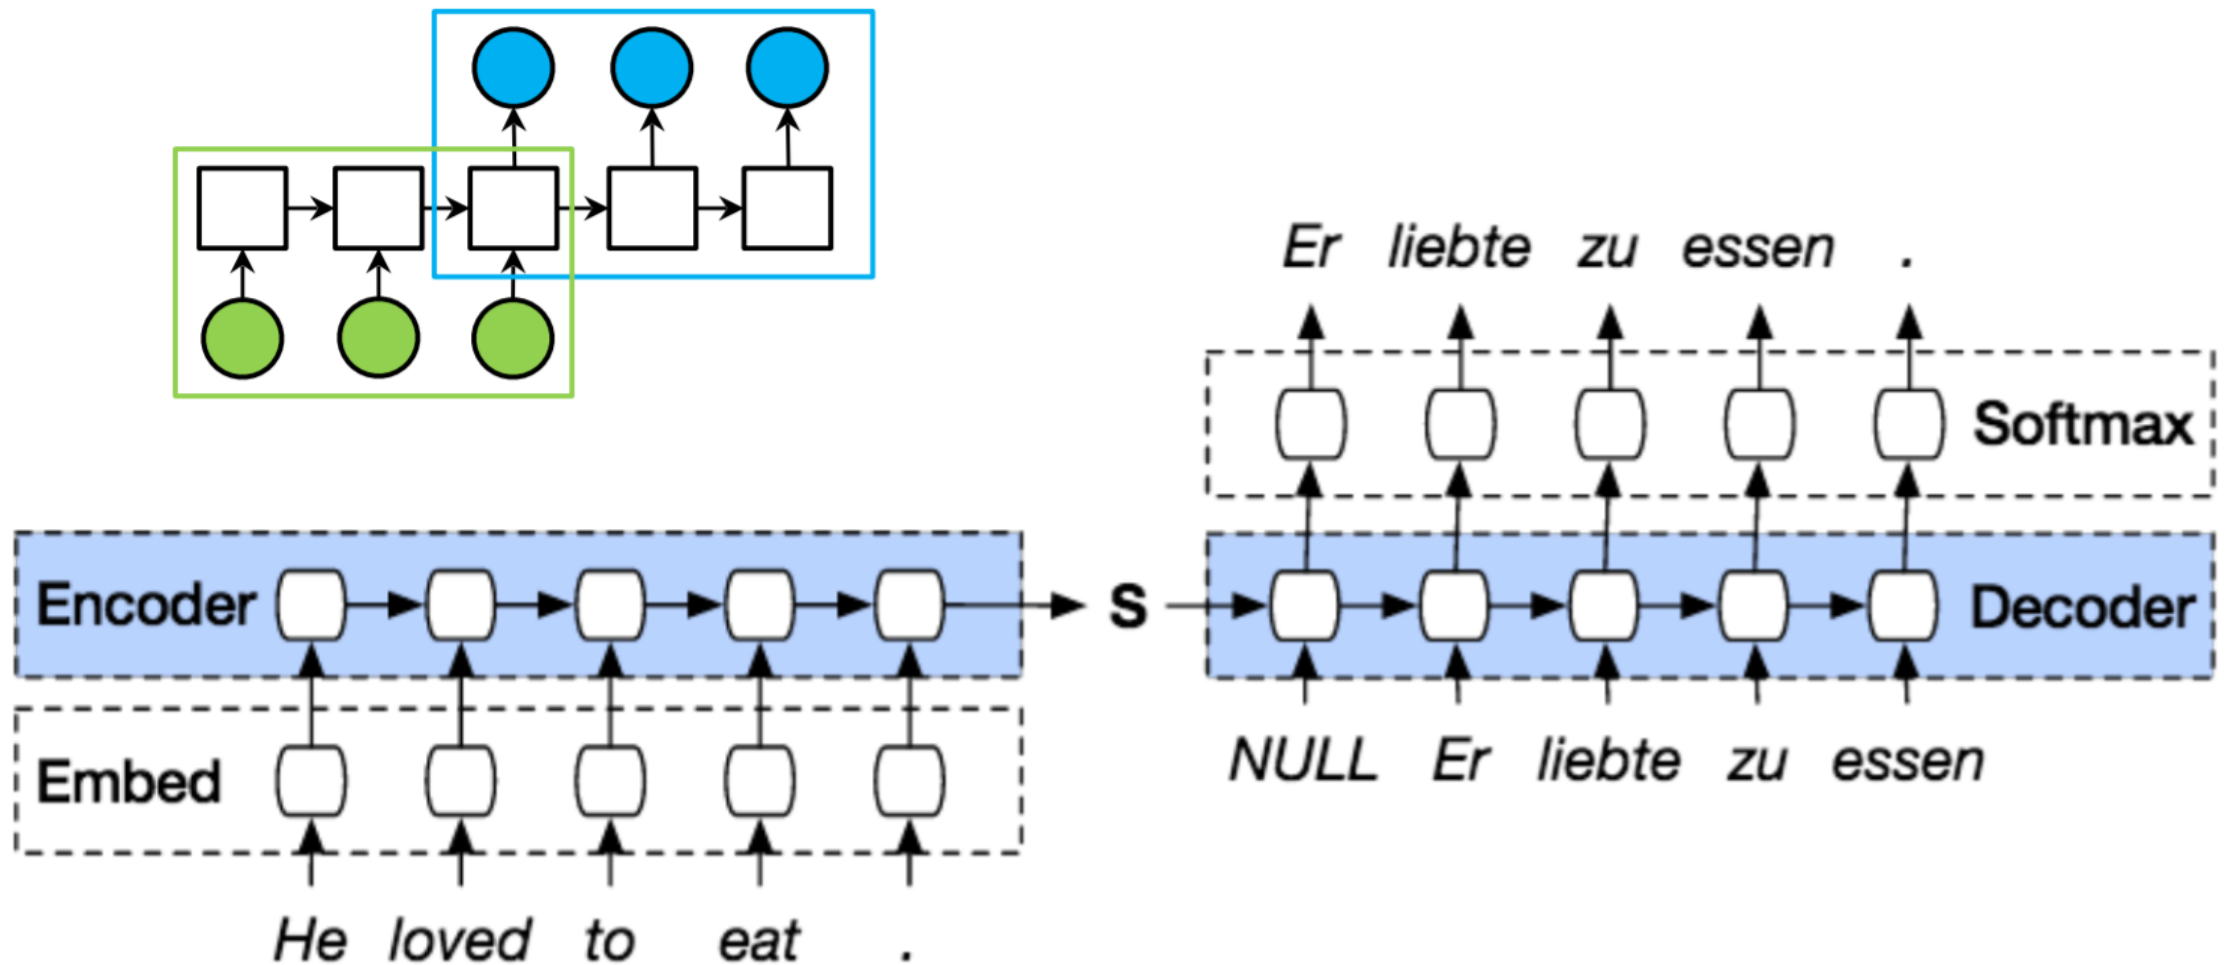 Er liebte zu essen .
Softmax
Encoder
S
Decoder
Embed
NULL Er liebte zu essen
He loved to eat .